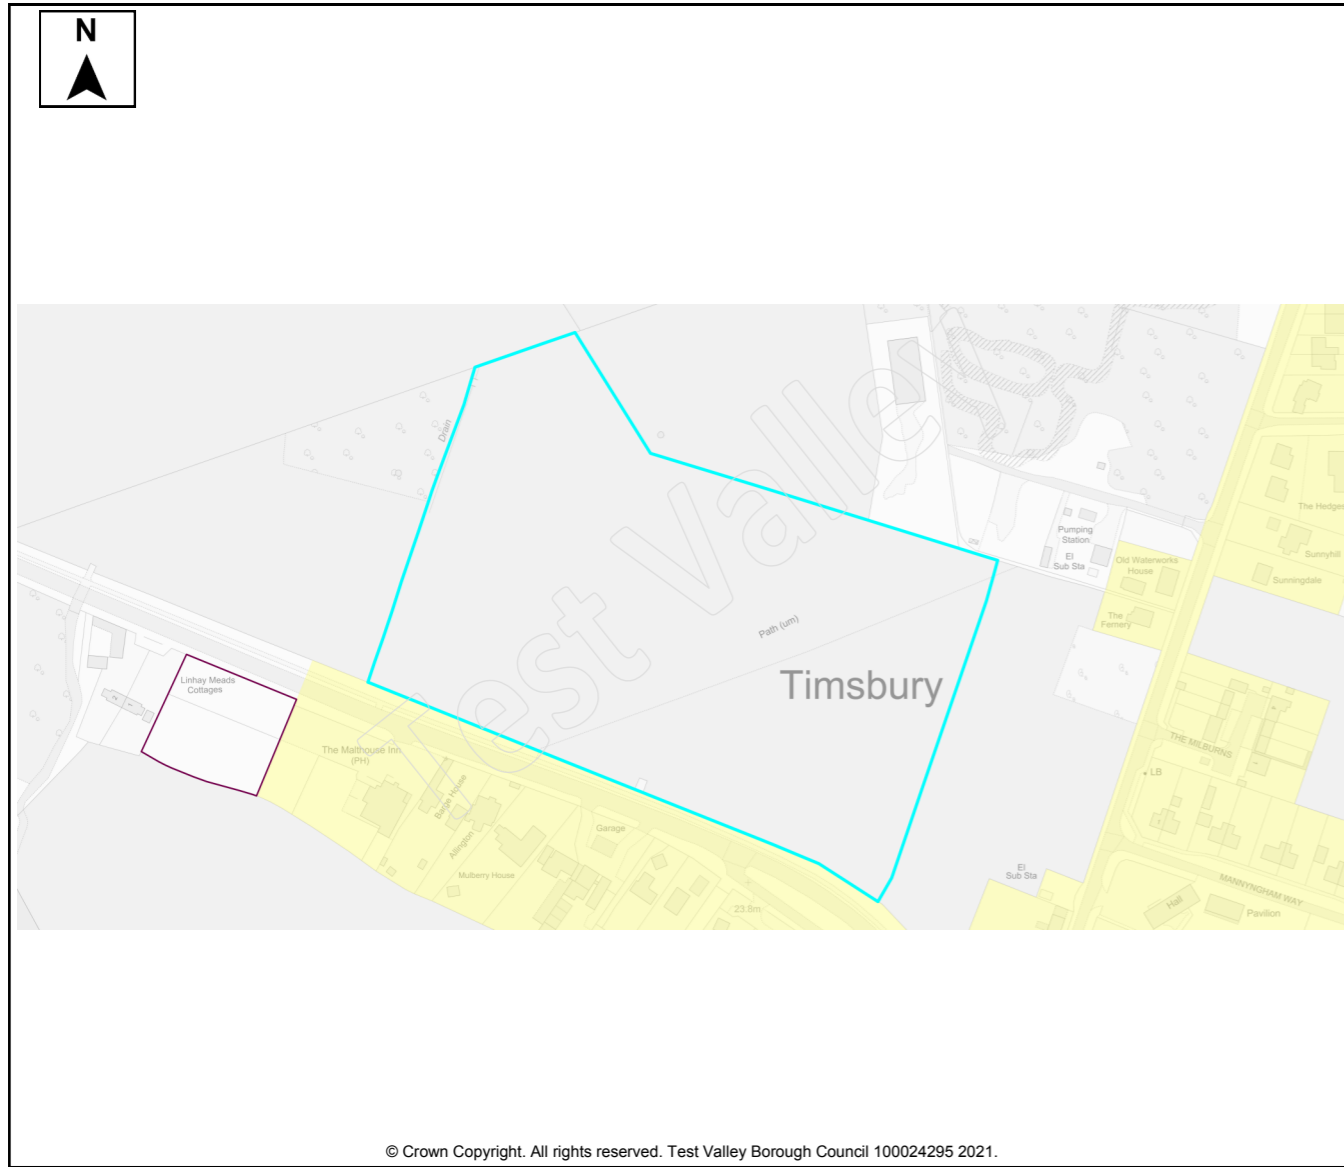 N
Drain
Pumping
Station
El
Sub Sta
Old Waterworks
House
The
Fernery
The Hedges
Sunnyhill
Sunningdale
Path (um)
Timsbury
Linhay Meads
Cottages
2
1
The Malthouse Inn
(PH)
Barge House
Allington
Mulberry House
Garage
23.8m
THE MILBURNS
LB
El
Sub Sta
MANNYNGHAM WAY
Hall
Pavilion
Test Valley
© Crown Copyright. All rights reserved. Test Valley Borough Council 100024295 2021.